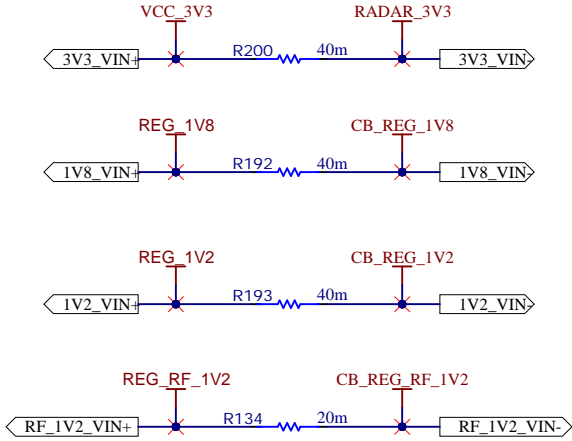 VCC_3V3 RADAR_3V3
3V3_VIN+ R200 40m 3V3_VIN-
REG_1V8 CB_REG_1V8
1V8_VIN+ R192 40m 1V8_VIN-
REG_1V2 CB_REG_1V2
1V2_VIN+ R193 40m 1V2_VIN-
REG_RF_1V2 CB_REG_RF_1V2
RF_1V2_VIN+ R134 20m RF_1V2_VIN-